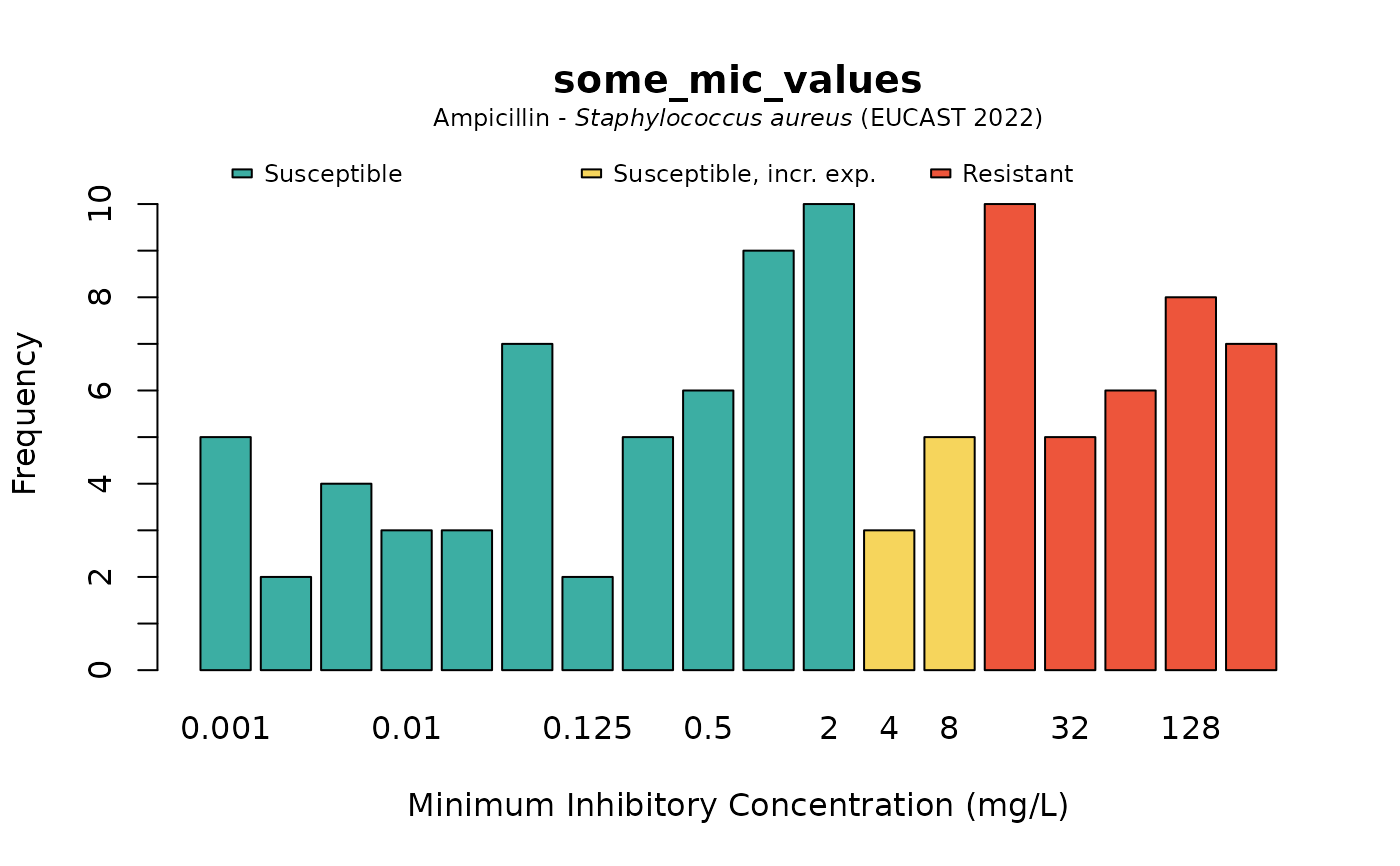 some_mic_values
Ampicillin - Staphylococcus aureus (EUCAST 2022)
Susceptible Susceptible, incr. exp. Resistant
10
8
6
4
2
0
Frequency
0.001 0.01 0.125 0.5 2 4 8 32 128
Minimum Inhibitory Concentration (mg/L)